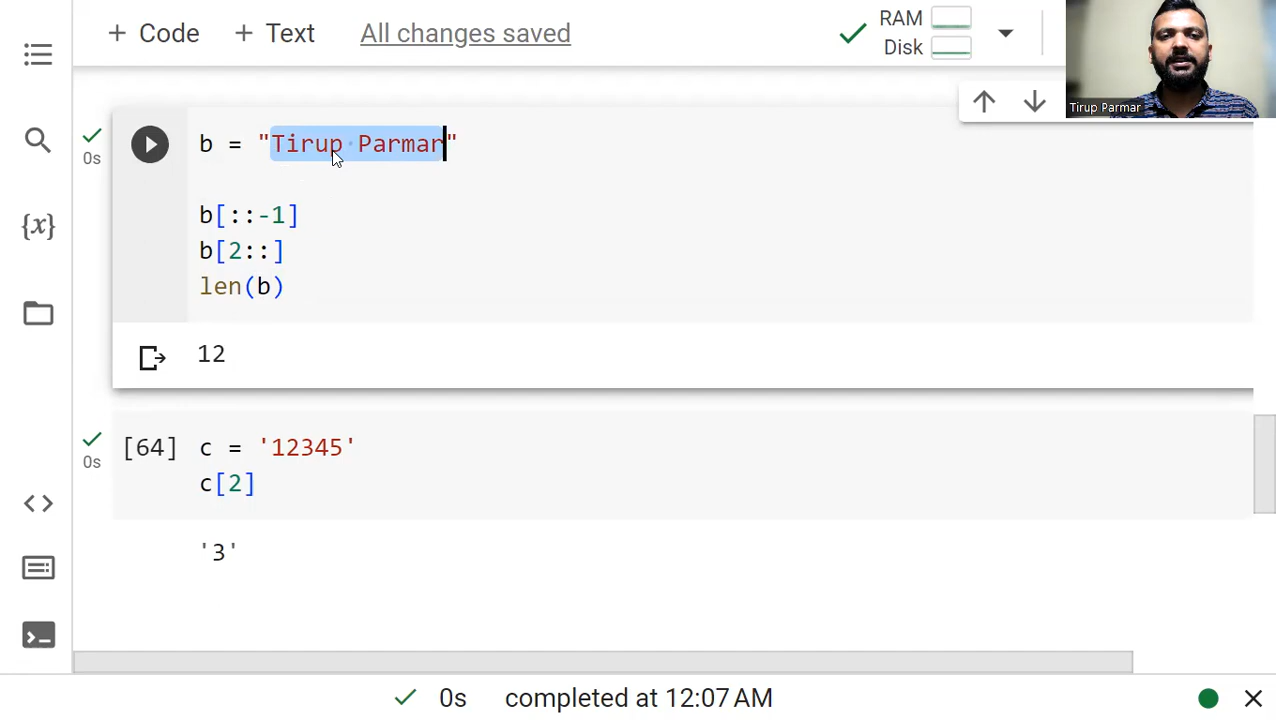 + Code + Text All changes saved
RAM
Disk
Tirup Parmar
0s
b = "Tirup Parmar"
b[::-1]
b[2::]
len(b)
12
0s
[64] c = '12345'
c[2]
'3'
{x}
0s completed at 12:07 AM